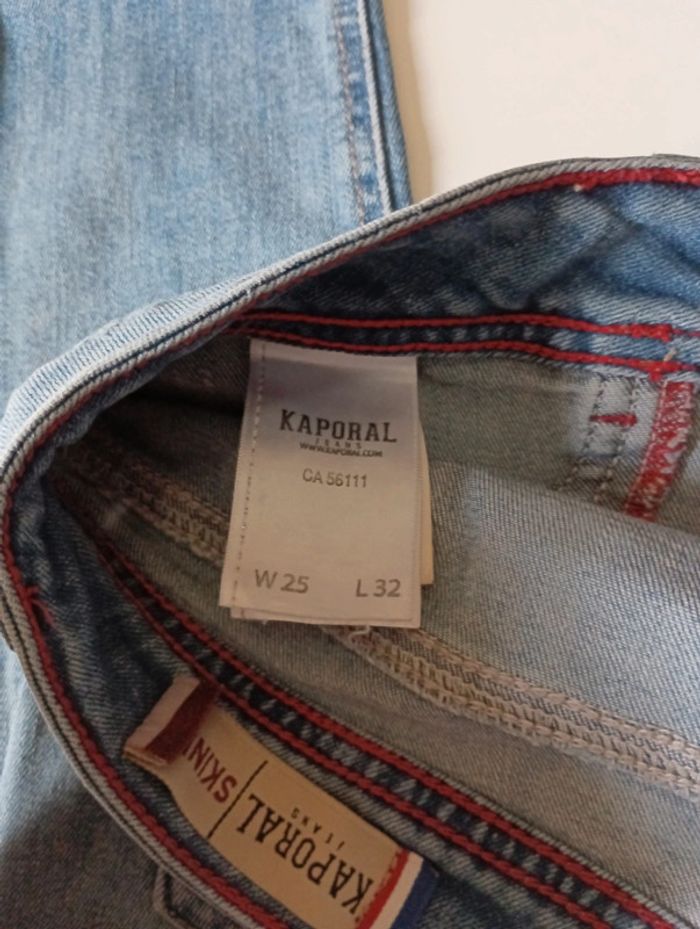 KAPORAL
JEANS
WWW.KAPORAL.COM
CA 56111
W 25 L 32
KAPORAL SKIN
JEANS